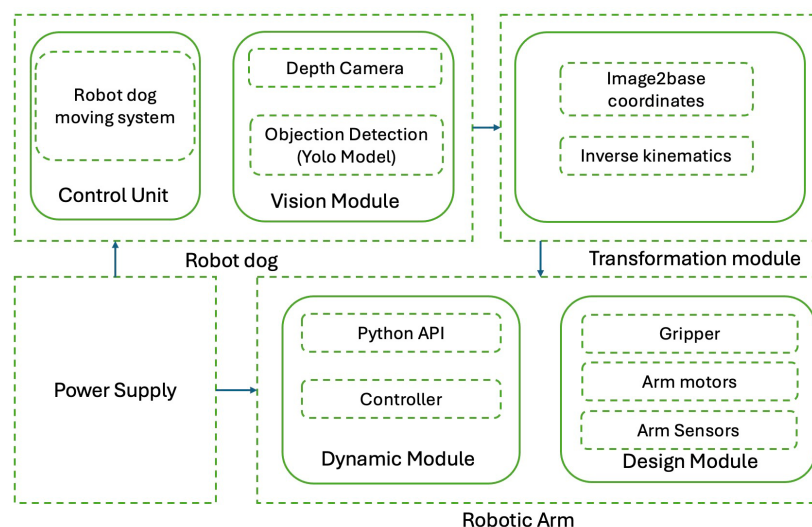 Robot dog
moving system
Control Unit
Depth Camera
Objection Detection
(Yolo Model)
Vision Module
Robot dog
Image2base
coordinates
Inverse kinematics
Transformation module
Power Supply
Python API
Controller
Dynamic Module
Gripper
Arm motors
Arm Sensors
Design Module
Robotic Arm